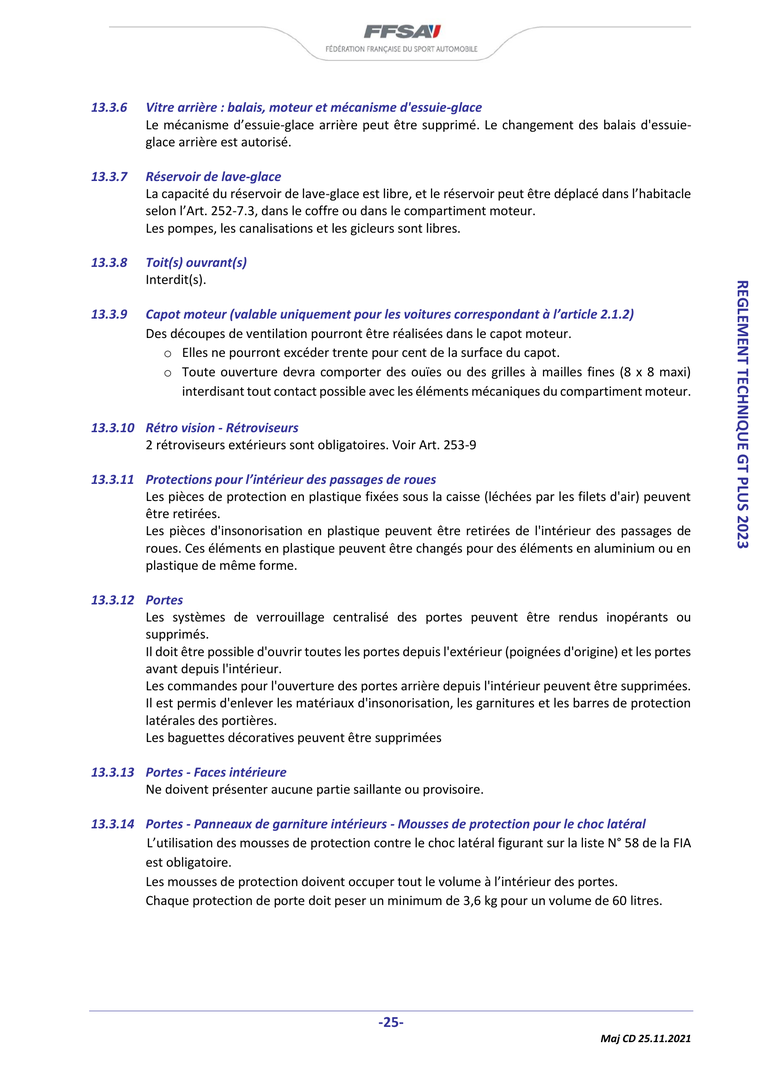 FFSA
FÉDÉRATION FRANÇAISE DU SPORT AUTOMOBILE
13.3.6 Vitre arrière : balais, moteur et mécanisme d'essuie-glace
Le mécanisme d’essuie-glace arrière peut être supprimé. Le changement des balais d'essuie-
glace arrière est autorisé.
13.3.7 Réservoir de lave-glace
La capacité du réservoir de lave-glace est libre, et le réservoir peut être déplacé dans l’habitacle
selon l’Art. 252-7.3, dans le coffre ou dans le compartiment moteur.
Les pompes, les canalisations et les gicleurs sont libres.
13.3.8 Toit(s) ouvrant(s)
Interdit(s).
13.3.9 Capot moteur (valable uniquement pour les voitures correspondant à l’article 2.1.2)
Des découpes de ventilation pourront être réalisées dans le capot moteur.
o Elles ne pourront excéder trente pour cent de la surface du capot.
o Toute ouverture devra comporter des ouïes ou des grilles à mailles fines (8 x 8 maxi)
interdisant tout contact possible avec les éléments mécaniques du compartiment moteur.
13.3.10 Rétro vision - Rétroviseurs
2 rétroviseurs extérieurs sont obligatoires. Voir Art. 253-9
13.3.11 Protections pour l’intérieur des passages de roues
Les pièces de protection en plastique fixées sous la caisse (léchées par les filets d'air) peuvent
être retirées.
Les pièces d'insonorisation en plastique peuvent être retirées de l'intérieur des passages de
roues. Ces éléments en plastique peuvent être changés pour des éléments en aluminium ou en
plastique de même forme.
13.3.12 Portes
Les systèmes de verrouillage centralisé des portes peuvent être rendus inopérants ou
supprimés.
Il doit être possible d'ouvrir toutes les portes depuis l'extérieur (poignées d'origine) et les portes
avant depuis l'intérieur.
Les commandes pour l'ouverture des portes arrière depuis l'intérieur peuvent être supprimées.
Il est permis d'enlever les matériaux d'insonorisation, les garnitures et les barres de protection
latérales des portières.
Les baguettes décoratives peuvent être supprimées
13.3.13 Portes - Faces intérieure
Ne doivent présenter aucune partie saillante ou provisoire.
13.3.14 Portes - Panneaux de garniture intérieurs - Mousses de protection pour le choc latéral
L’utilisation des mousses de protection contre le choc latéral figurant sur la liste N° 58 de la FIA
est obligatoire.
Les mousses de protection doivent occuper tout le volume à l’intérieur des portes.
Chaque protection de porte doit peser un minimum de 3,6 kg pour un volume de 60 litres.
REGLEMENT TECHNIQUE GT PLUS 2023
-25-
Maj CD 25.11.2021